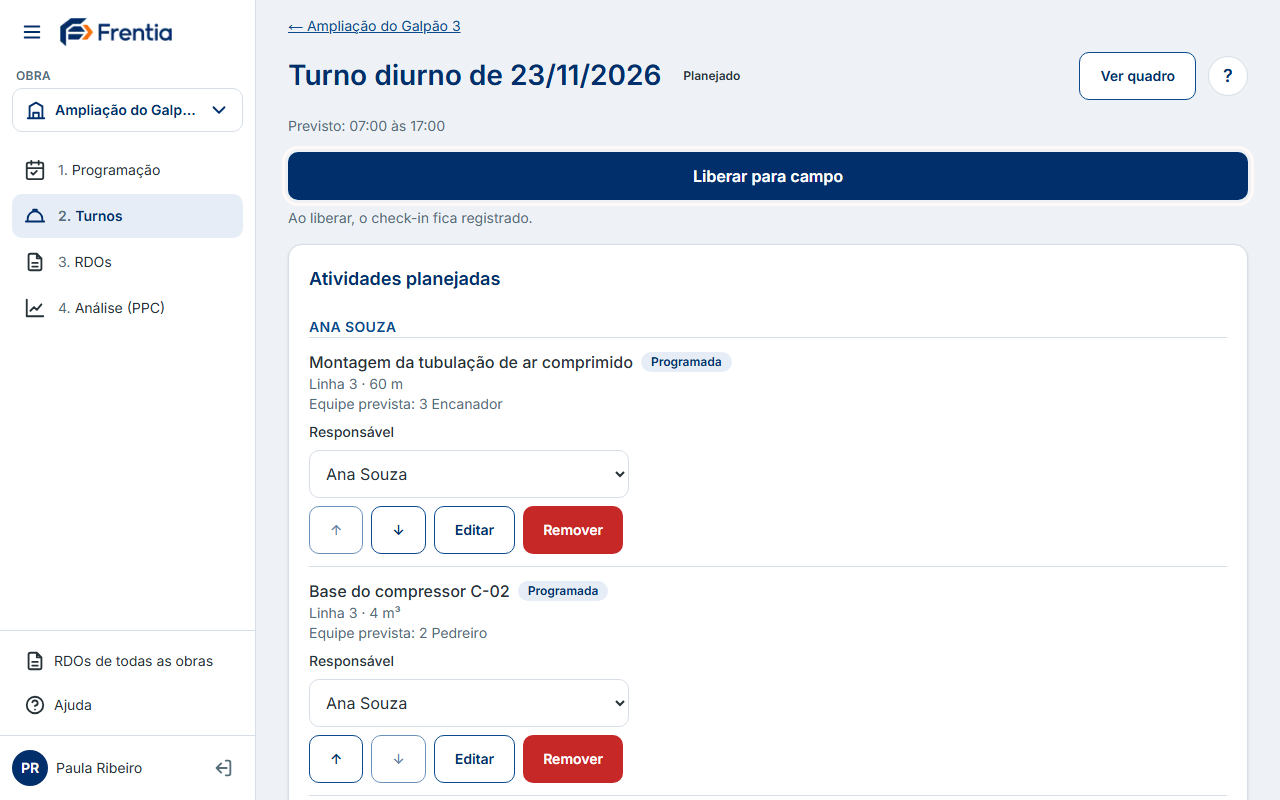 Frentia
OBRA
Ampliação do Galp...
1. Programação
2. Turnos
3. RDOs
4. Análise (PPC)
RDOs de todas as obras
Ajuda
PR
Paula Ribeiro
← Ampliação do Galpão 3
Turno diurno de 23/11/2026
Planejado
Ver quadro
?
Previsto: 07:00 às 17:00
Liberar para campo
Ao liberar, o check-in fica registrado.
Atividades planejadas
ANA SOUZA
Montagem da tubulação de ar comprimido
Programada
Linha 3 · 60 m
Equipe prevista: 3 Encanador
Responsável
Ana Souza
↑
↓
Editar
Remover
Base do compressor C-02
Programada
Linha 3 · 4 m³
Equipe prevista: 2 Pedreiro
Responsável
Ana Souza
↑
↓
Editar
Remover